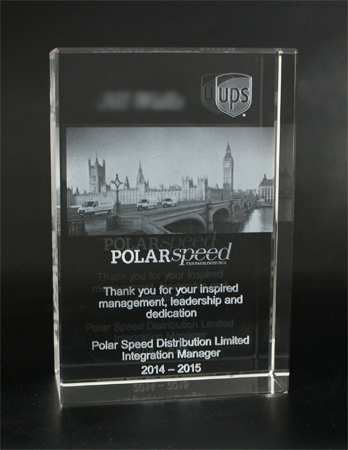 ups
POLARspeed
Thank you for your inspired
management, leadership and
dedication
Polar Speed Distribution Limited
Integration Manager
2014 – 2015